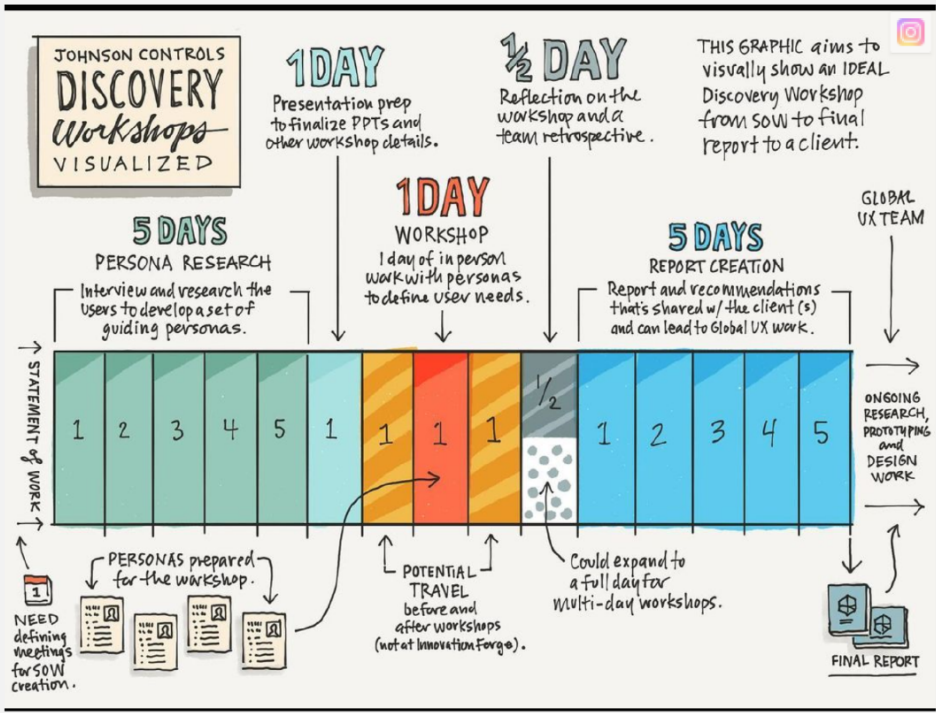 JOHNSON CONTROLS
DISCOVERY
Workshops
VISUALIZED
1 DAY
Presentation prep
to finalize PPTs and
other workshop details.
1/2 DAY
Reflection on the
workshop and a
team retrospective.
THIS GRAPHIC aims to
visually show an IDEAL
Discovery Workshop
from SOW to final
report to a client.
5 DAYS
PERSONA RESEARCH
Interview and research the
users to develop a set of
guiding personas.
1 DAY
WORKSHOP
1 day of in person
work with personas
to define user needs.
5 DAYS
REPORT CREATION
Report and recommendations
that's shared w/ the client(s)
and can lead to Global UX work.
GLOBAL
UX TEAM
STATEMENT of WORK
1 2 3 4 5 1 1 1 1 1/2 1 2 3 4 5
ONGOING
RESEARCH,
PROTOTYPING
and
DESIGN
WORK
1
NEED
defining
meetings
for SOW
creation.
PERSONAS prepared
for the workshop.
POTENTIAL
TRAVEL
before and
after workshops
(not at Innovation Forge).
Could expand to
a full day for
multi-day workshops.
FINAL REPORT